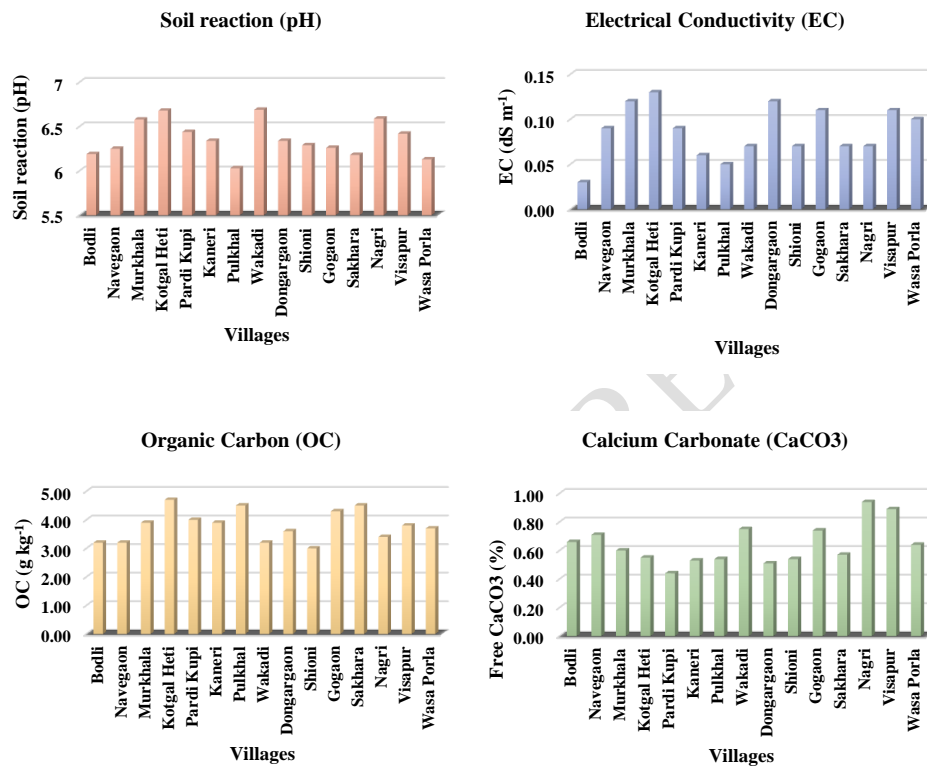 Soil reaction (pH)
Soil reaction (pH)
7
6.5
6
5.5
Bodli
Navegaon
Murkhala
Kotgal Heti
Pardi Kupi
Kaneri
Pulkhal
Wakadi
Dongargaon
Shioni
Gogaon
Sakhara
Nagri
Visapur
Wasa Porla
Villages
Electrical Conductivity (EC)
EC (dS m-1)
0.15
0.10
0.05
0.00
Bodli
Navegaon
Murkhala
Kotgal Heti
Pardi Kupi
Kaneri
Pulkhal
Wakadi
Dongargaon
Shioni
Gogaon
Sakhara
Nagri
Visapur
Wasa Porla
Villages
Organic Carbon (OC)
OC (g kg-1)
5.00
4.00
3.00
2.00
1.00
0.00
Bodli
Navegaon
Murkhala
Kotgal Heti
Pardi Kupi
Kaneri
Pulkhal
Wakadi
Dongargaon
Shioni
Gogaon
Sakhara
Nagri
Visapur
Wasa Porla
Villages
Calcium Carbonate (CaCO3)
Free CaCO3 (%)
1.00
0.80
0.60
0.40
0.20
0.00
Bodli
Navegaon
Murkhala
Kotgal Heti
Pardi Kupi
Kaneri
Pulkhal
Wakadi
Dongargaon
Shioni
Gogaon
Sakhara
Nagri
Visapur
Wasa Porla
Villages